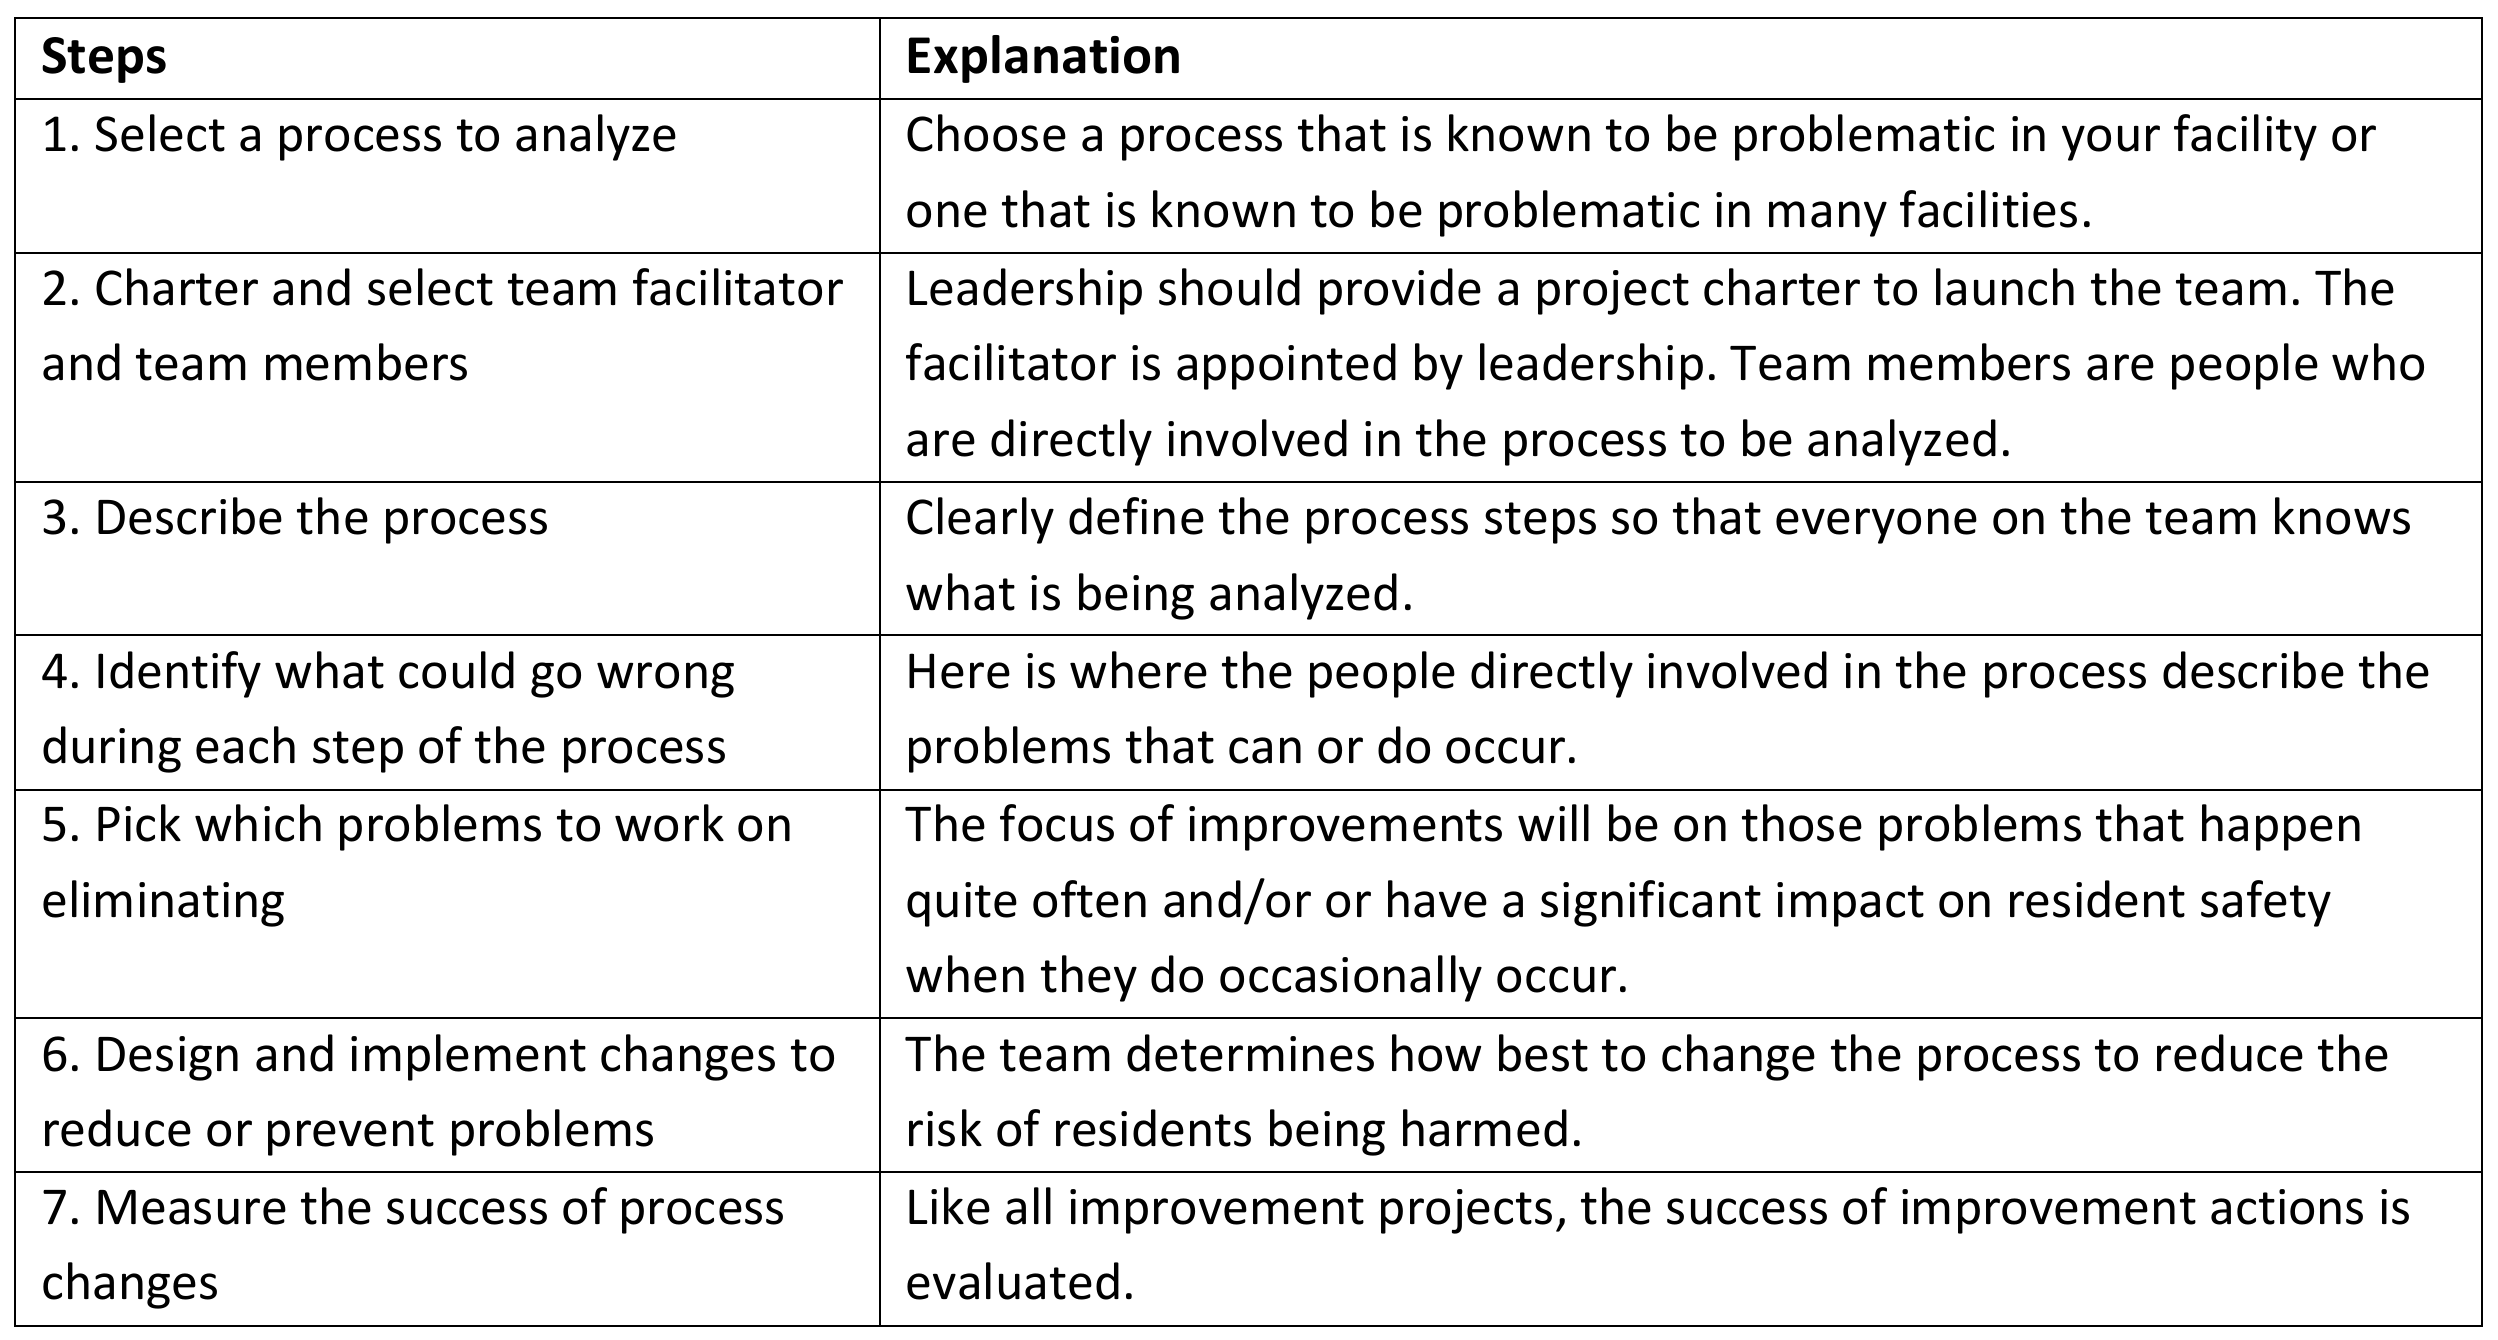 Steps
Explanation
1. Select a process to analyze
Choose a process that is known to be problematic in your facility or
one that is known to be problematic in many facilities.
2. Charter and select team facilitator
and team members
Leadership should provide a project charter to launch the team. The
facilitator is appointed by leadership. Team members are people who
are directly involved in the process to be analyzed.
3. Describe the process
Clearly define the process steps so that everyone on the team knows
what is being analyzed.
4. Identify what could go wrong
during each step of the process
Here is where the people directly involved in the process describe the
problems that can or do occur.
5. Pick which problems to work on
eliminating
The focus of improvements will be on those problems that happen
quite often and/or or have a significant impact on resident safety
when they do occasionally occur.
6. Design and implement changes to
reduce or prevent problems
The team determines how best to change the process to reduce the
risk of residents being harmed.
7. Measure the success of process
changes
Like all improvement projects, the success of improvement actions is
evaluated.